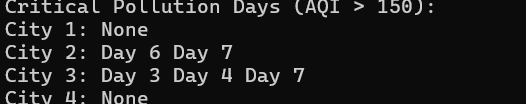 Critical Pollution Days (AQI > 150):
City 1: None
City 2: Day 6 Day 7
City 3: Day 3 Day 4 Day 7
City 4: None